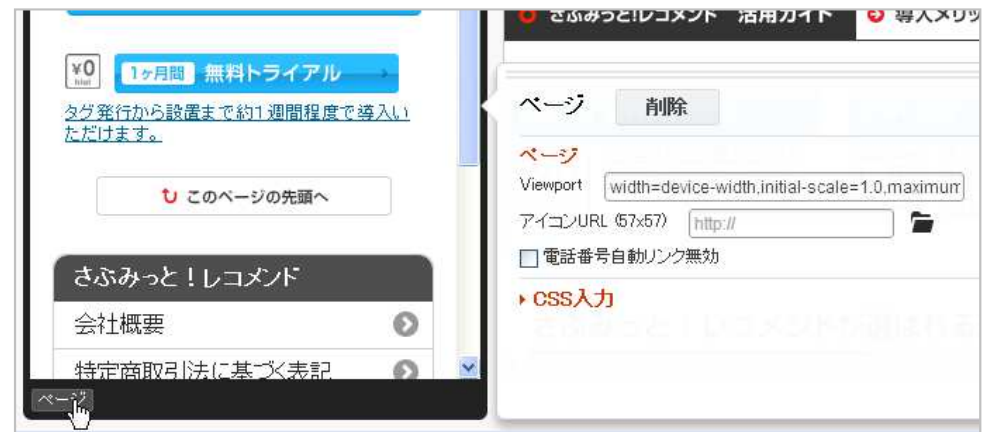 ¥0
1ヶ月間 無料トライアル
タグ発行から設置まで約1週間程度で導入い
ただけます。
このページの先頭へ
さぶみっと！レコメンド
会社概要
特定商取引法に基づく表記
ページ
さぶみっと!レコメンド 活用ガイド
導入メリッ
ページ 削除
ページ
Viewport width=device-width,initial-scale=1.0,maximum
アイコンURL (57x57) http://
電話番号自動リンク無効
CSS入力